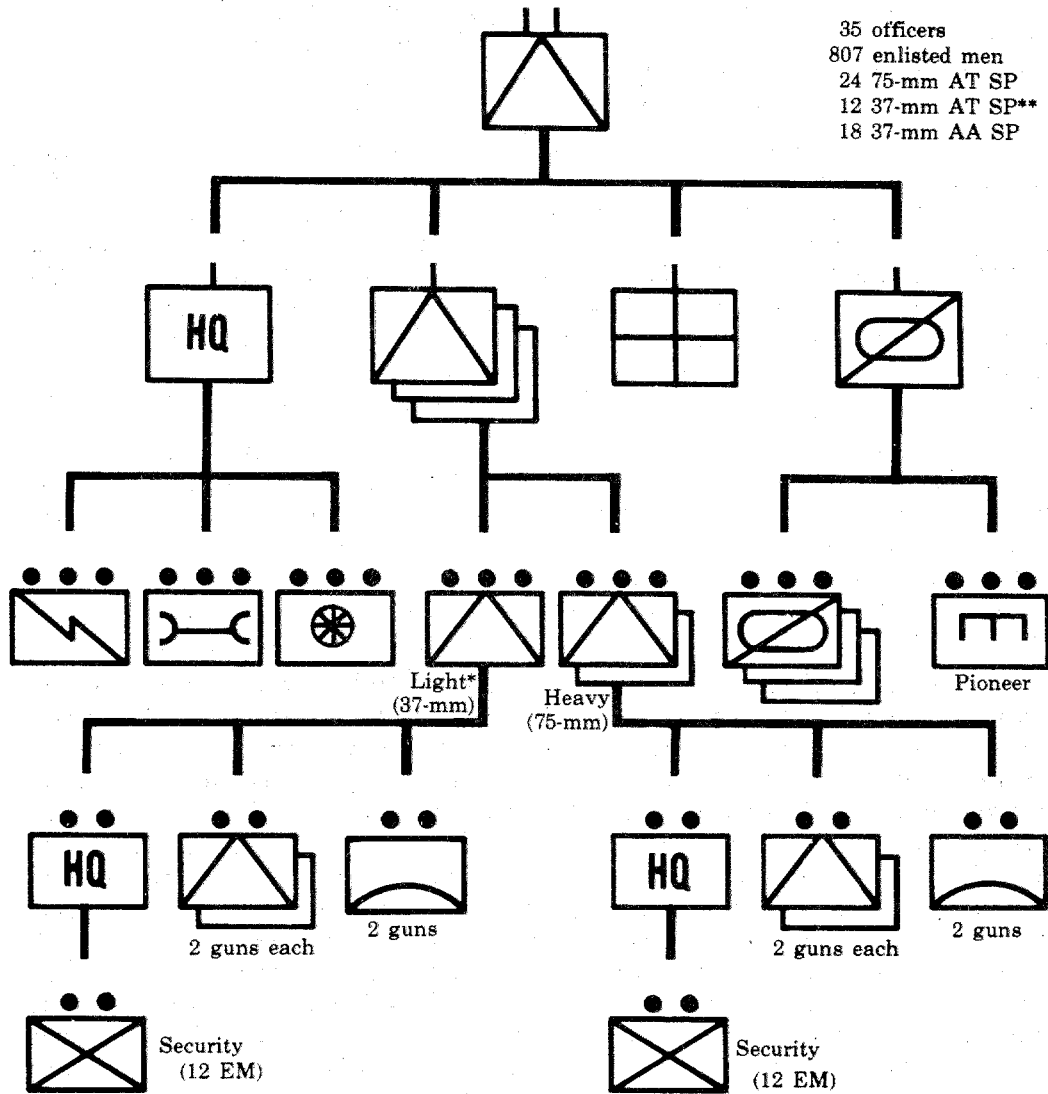 35 officers
807 enlisted men
24 75-mm AT SP
12 37-mm AT SP**
18 37-mm AA SP
HQ
Light*
(37-mm)
Heavy
(75-mm)
Pioneer
HQ
2 guns each
2 guns
HQ
2 guns each
2 guns
Security
(12 EM)
Security
(12 EM)